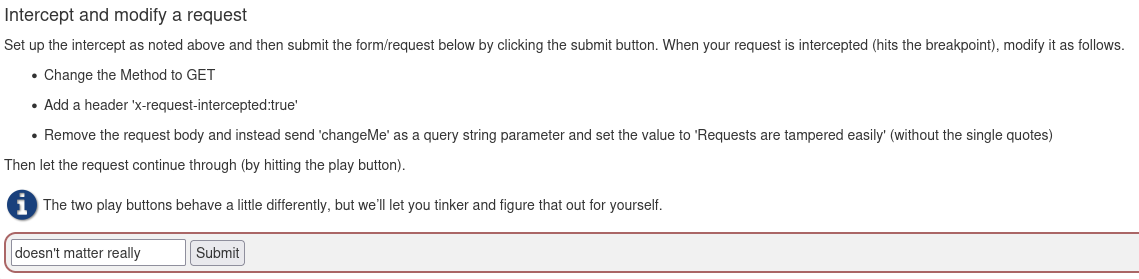 Intercept and modify a request
Set up the intercept as noted above and then submit the form/request below by clicking the submit button. When your request is intercepted (hits the breakpoint), modify it as follows.
• Change the Method to GET
• Add a header 'x-request-intercepted:true'
• Remove the request body and instead send 'changeMe' as a query string parameter and set the value to 'Requests are tampered easily' (without the single quotes)
Then let the request continue through (by hitting the play button).
The two play buttons behave a little differently, but we'll let you tinker and figure that out for yourself.
doesn't matter really Submit